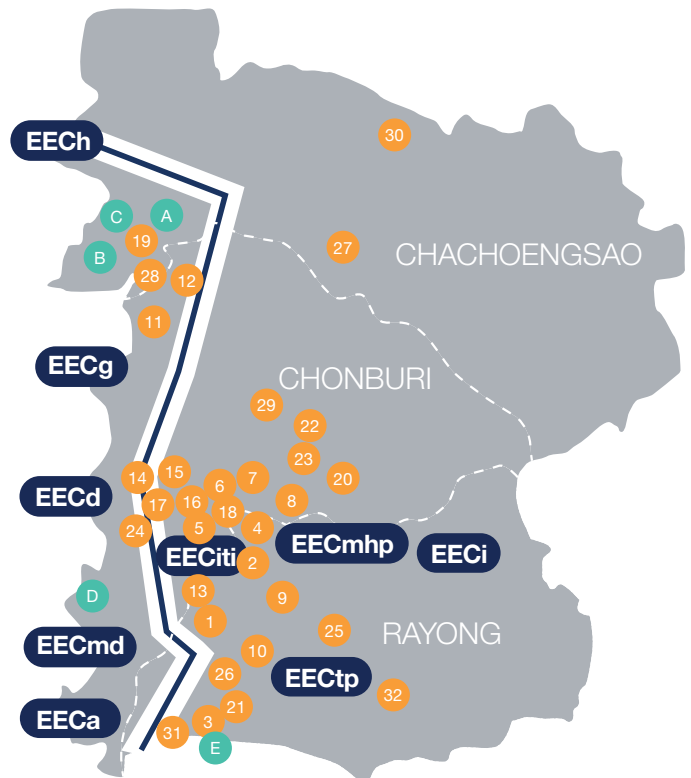 30
EECh
C
A
19
27
B
CHACHOENGSAO
28
12
11
EECg
CHONBURI
29
22
23
15
14
7
20
6
EECd
16
8
17
18
24
5
4
EECmhp
EECi
EECiti
2
13
D
9
1
25
RAYONG
EECmd
10
26
EECtp
32
21
EECa
3
31
E